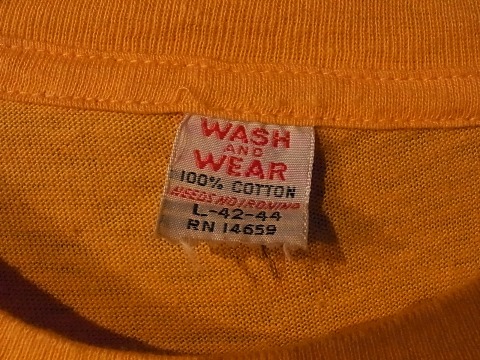 WASH
AND
WEAR
100% COTTON
NEEDS NO IRONING
L-42-44
RN 14659